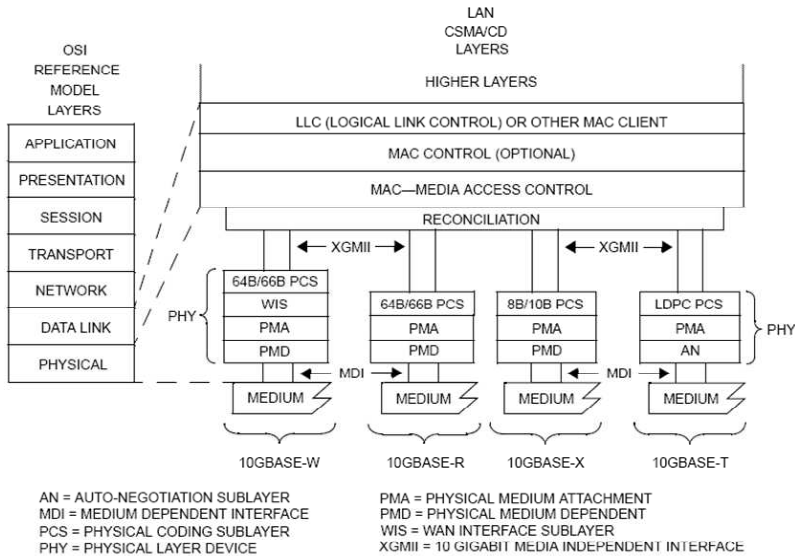 LAN
CSMA/CD
LAYERS
OSI
REFERENCE
MODEL
LAYERS
HIGHER LAYERS
LLC (LOGICAL LINK CONTROL) OR OTHER MAC CLIENT
MAC CONTROL (OPTIONAL)
MAC—MEDIA ACCESS CONTROL
RECONCILIATION
APPLICATION
PRESENTATION
SESSION
TRANSPORT
NETWORK
DATA LINK
PHYSICAL
XGMII
XGMII
PHY
64B/66B PCS
WIS
PMA
PMD
64B/66B PCS
PMA
PMD
8B/10B PCS
PMA
PMD
LDPC PCS
PMA
AN
PHY
MDI
MDI
MEDIUM
MEDIUM
MEDIUM
MEDIUM
10GBASE-W
10GBASE-R
10GBASE-X
10GBASE-T
AN = AUTO-NEGOTIATION SUBLAYER
MDI = MEDIUM DEPENDENT INTERFACE
PCS = PHYSICAL CODING SUBLAYER
PHY = PHYSICAL LAYER DEVICE
PMA = PHYSICAL MEDIUM ATTACHMENT
PMD = PHYSICAL MEDIUM DEPENDENT
WIS = WAN INTERFACE SUBLAYER
XGMII = 10 GIGABIT MEDIA INDEPENDENT INTERFACE